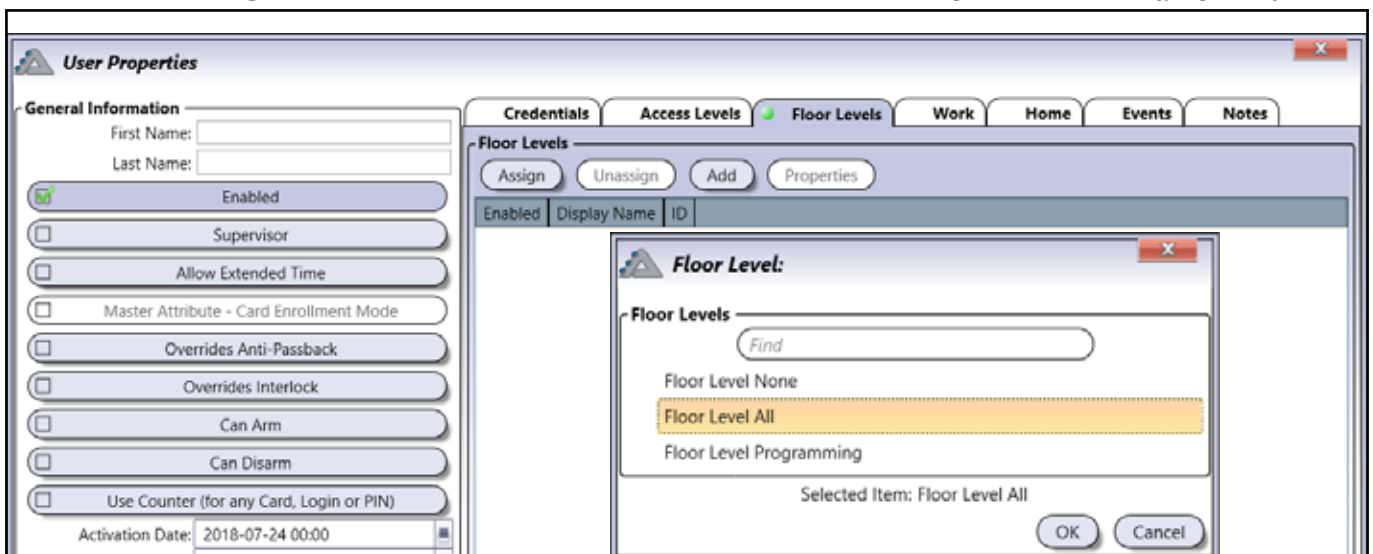 User Properties
General Information
First Name:
Last Name:
Enabled
Supervisor
Allow Extended Time
Master Attribute - Card Enrollment Mode
Overrides Anti-Passback
Overrides Interlock
Can Arm
Can Disarm
Use Counter (for any Card, Login or PIN)
Activation Date: 2018-07-24 00:00
Credentials Access Levels Floor Levels Work Home Events Notes
Floor Levels
Assign Unassign Add Properties
Enabled Display Name ID
Floor Level:
Floor Levels
Find
Floor Level None
Floor Level All
Floor Level Programming
Selected Item: Floor Level All
OK Cancel